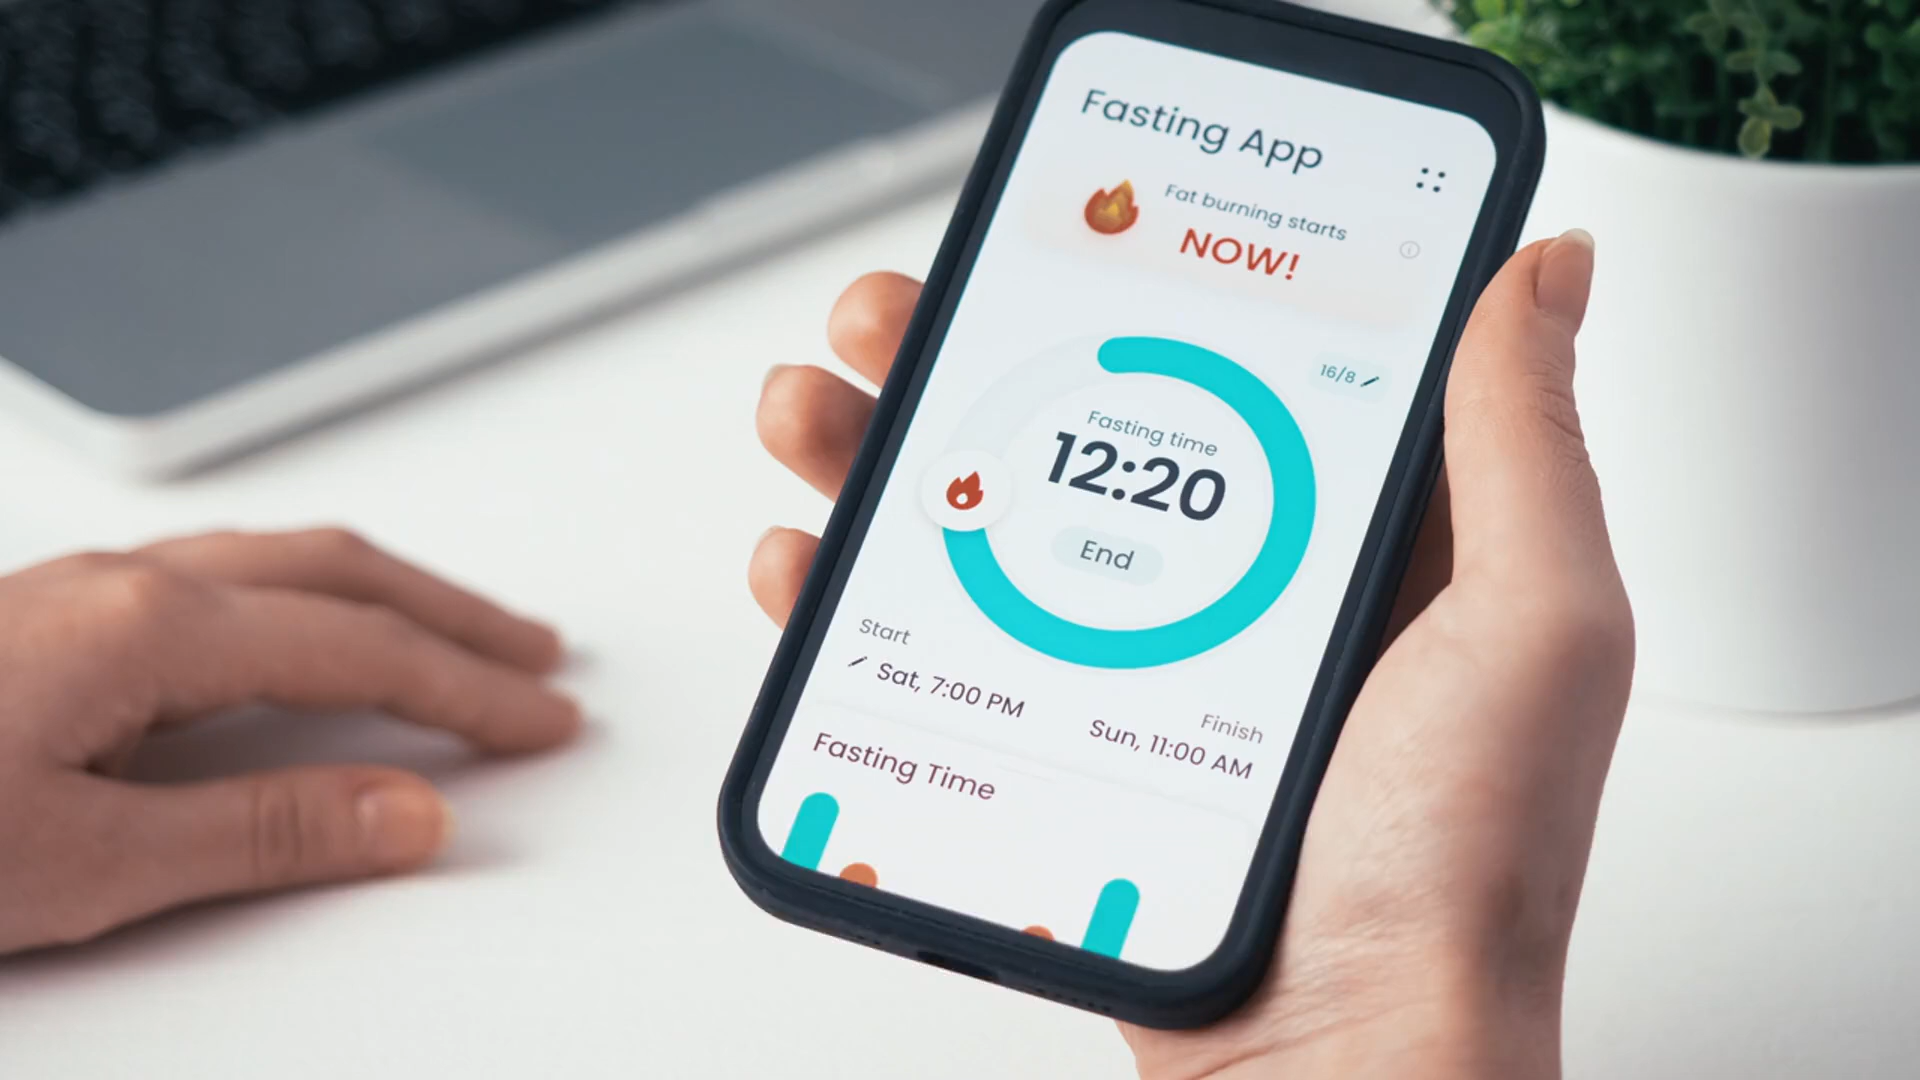 Fasting App
Fat burning starts
NOW!
16/8
Fasting time
12:20
End
Start
Sat, 7:00 PM
Finish
Sun, 11:00 AM
Fasting Time